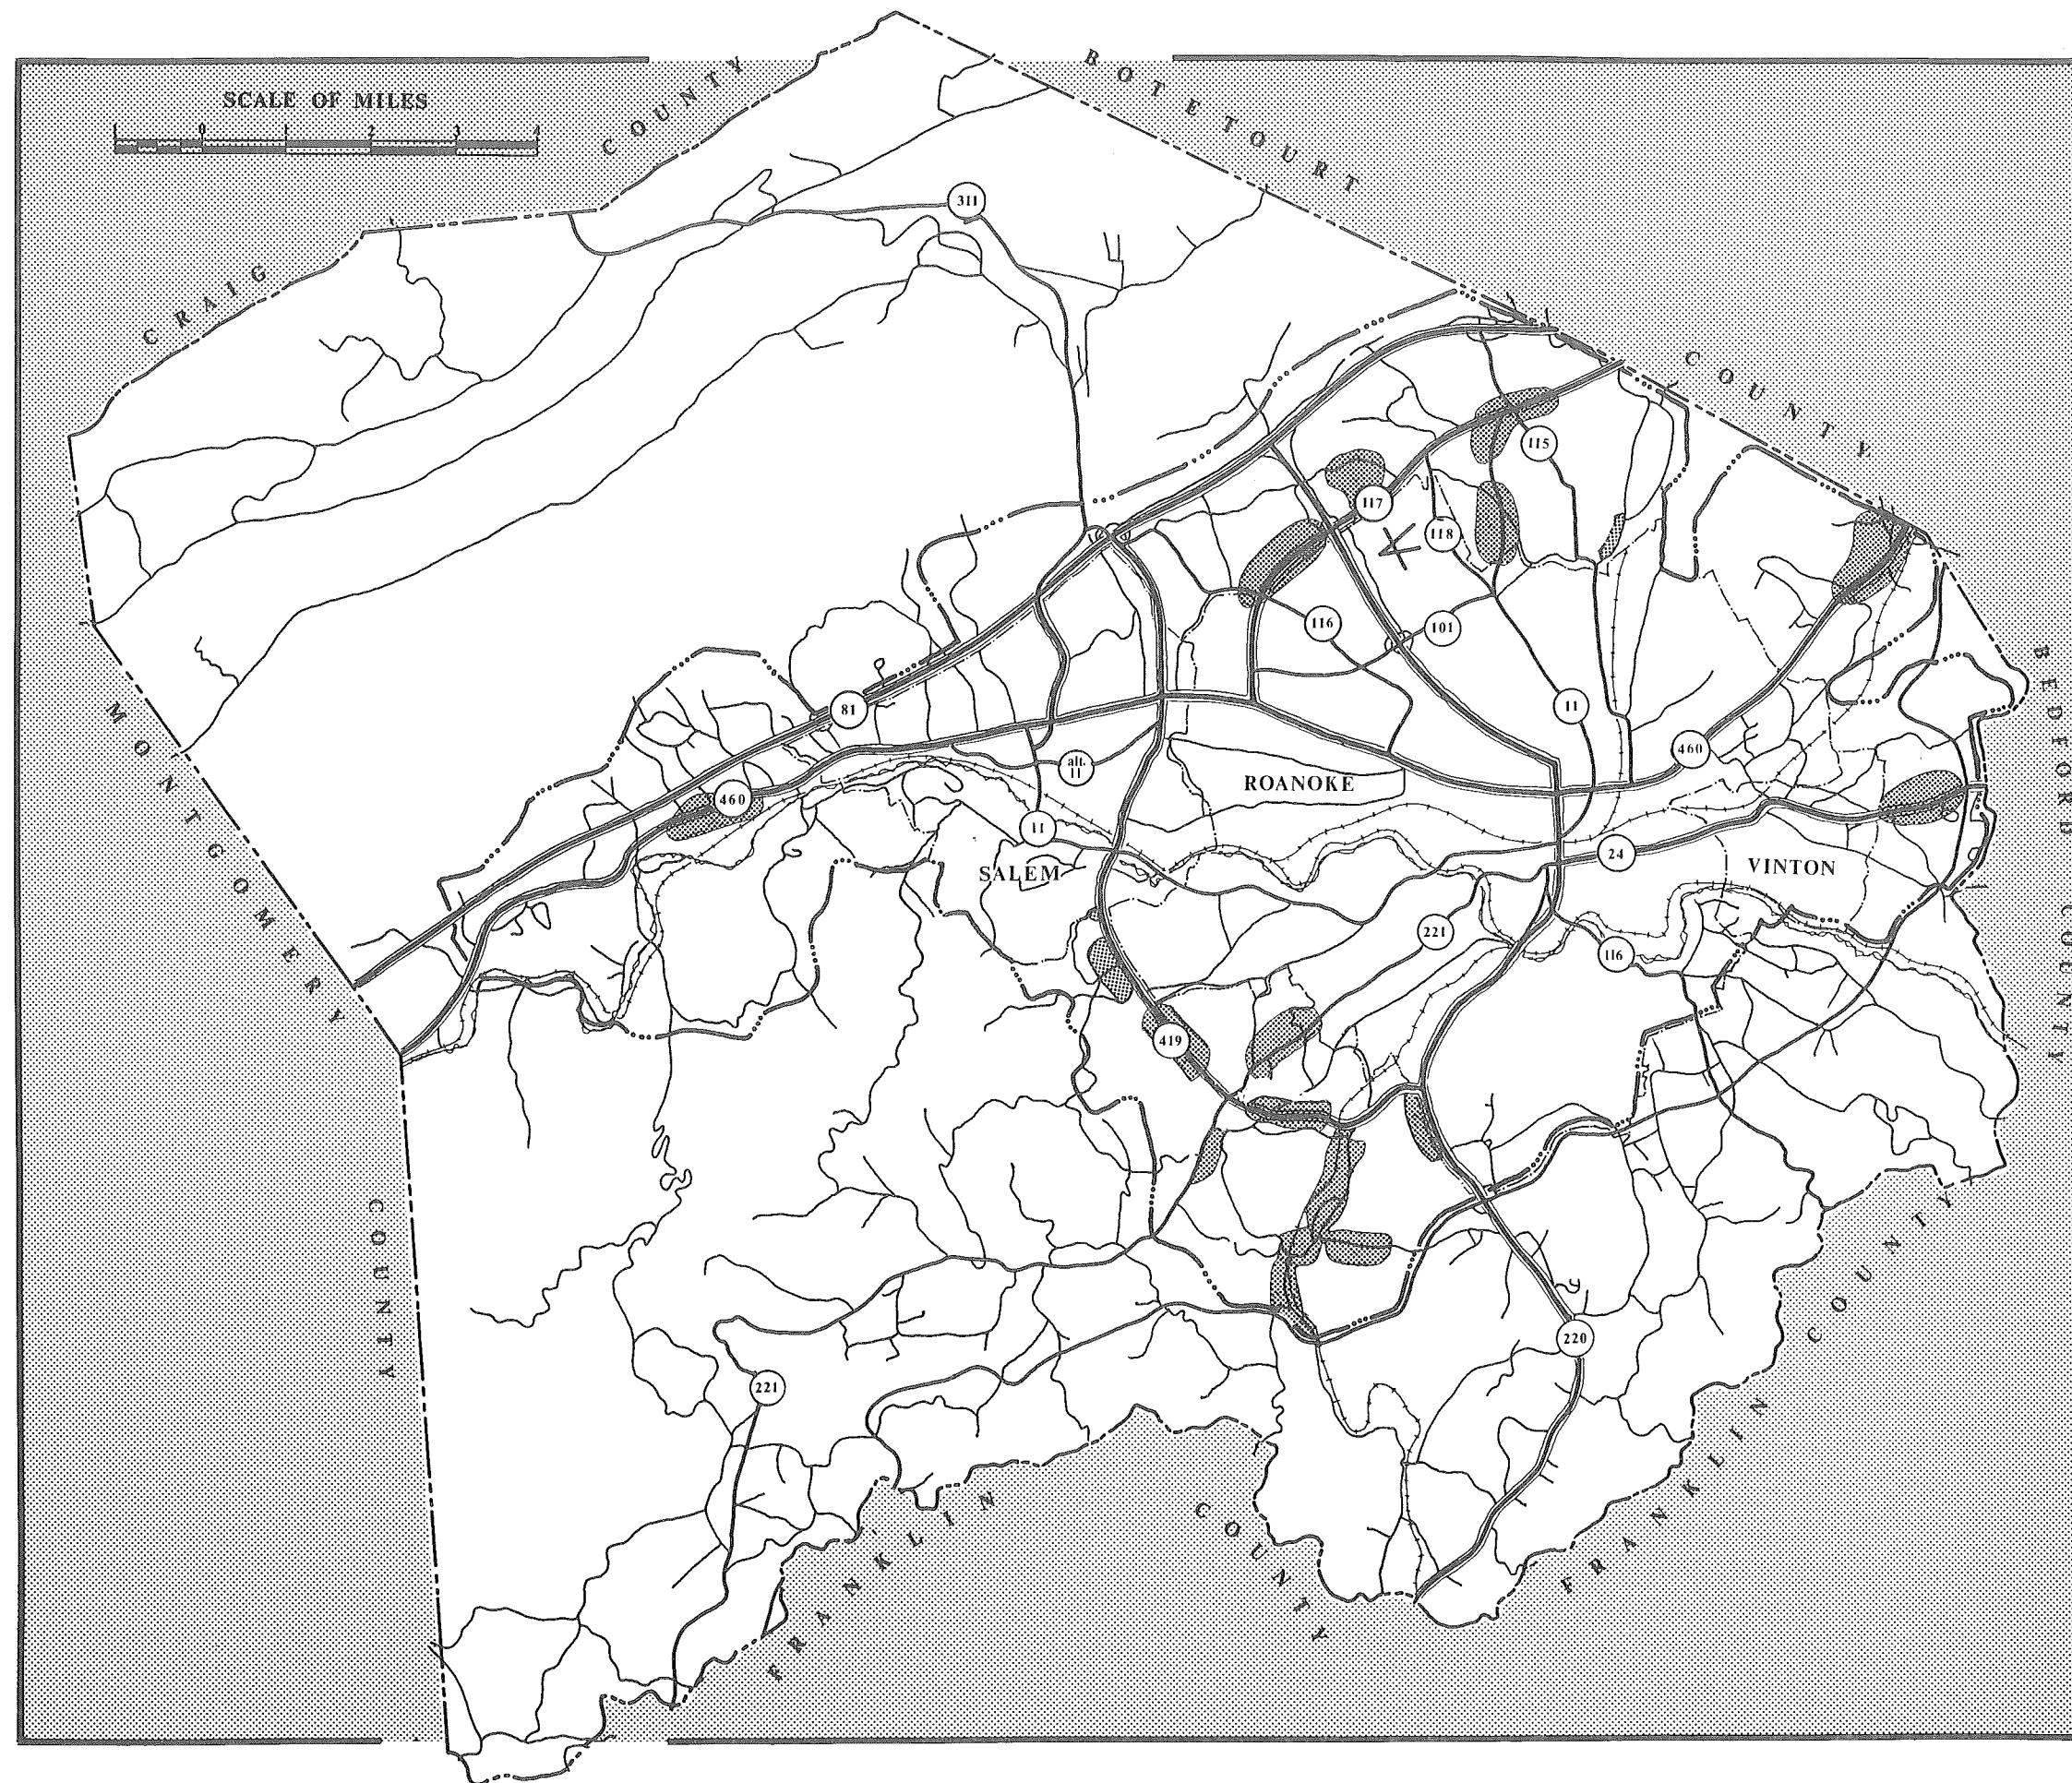 SCALE OF MILES
1 0 1 2 3 4
CRAIG COUNTY
BOTETOURT COUNTY
311
115
117
118
116
101
81
11
460
460
alt. 11
ROANOKE
11
24
SALEM
VINTON
221
116
419
BEDFORD COUNTY
MONTGOMERY COUNTY
220
221
FRANKLIN COUNTY
FRANKLIN COUNTY